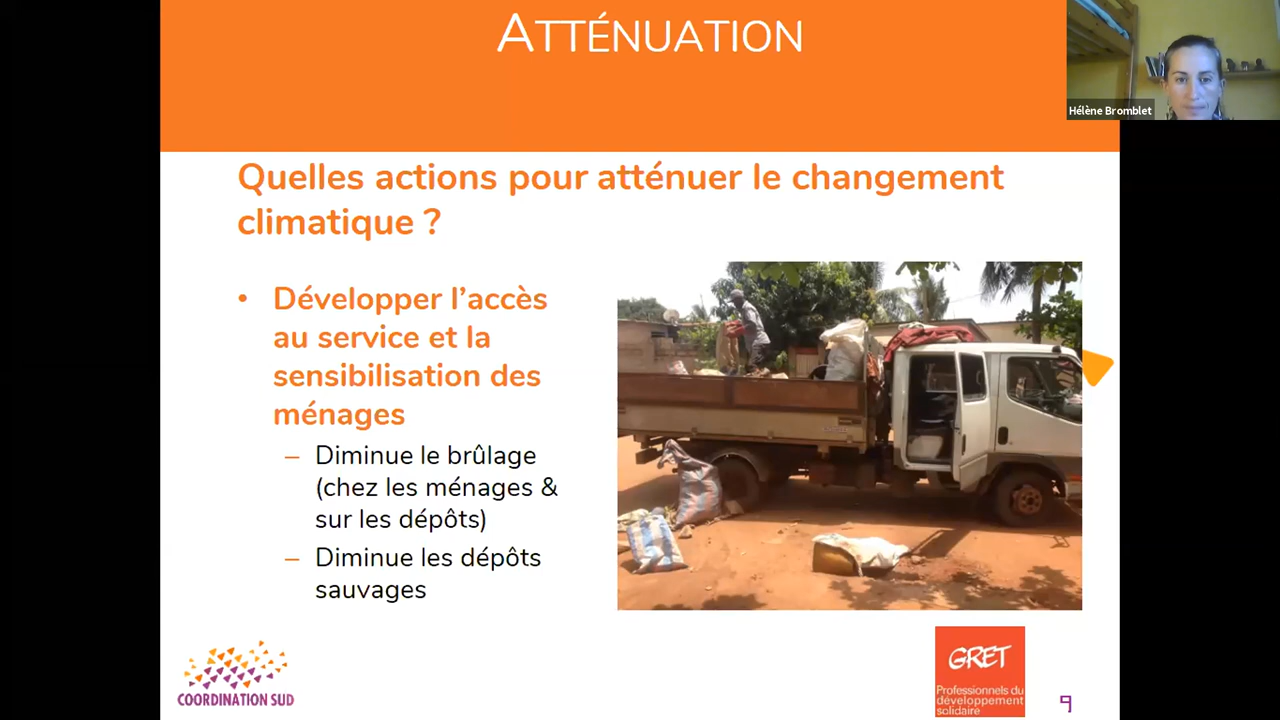 ATTÉNUATION
Hélène Bromblet
Quelles actions pour atténuer le changement
climatique ?
• Développer l'accès
au service et la
sensibilisation des
ménages
– Diminue le brûlage
(chez les ménages &
sur les dépôts)
– Diminue les dépôts
sauvages
COORDINATION SUD
GRET
Professionnels du
développement
solidaire
9